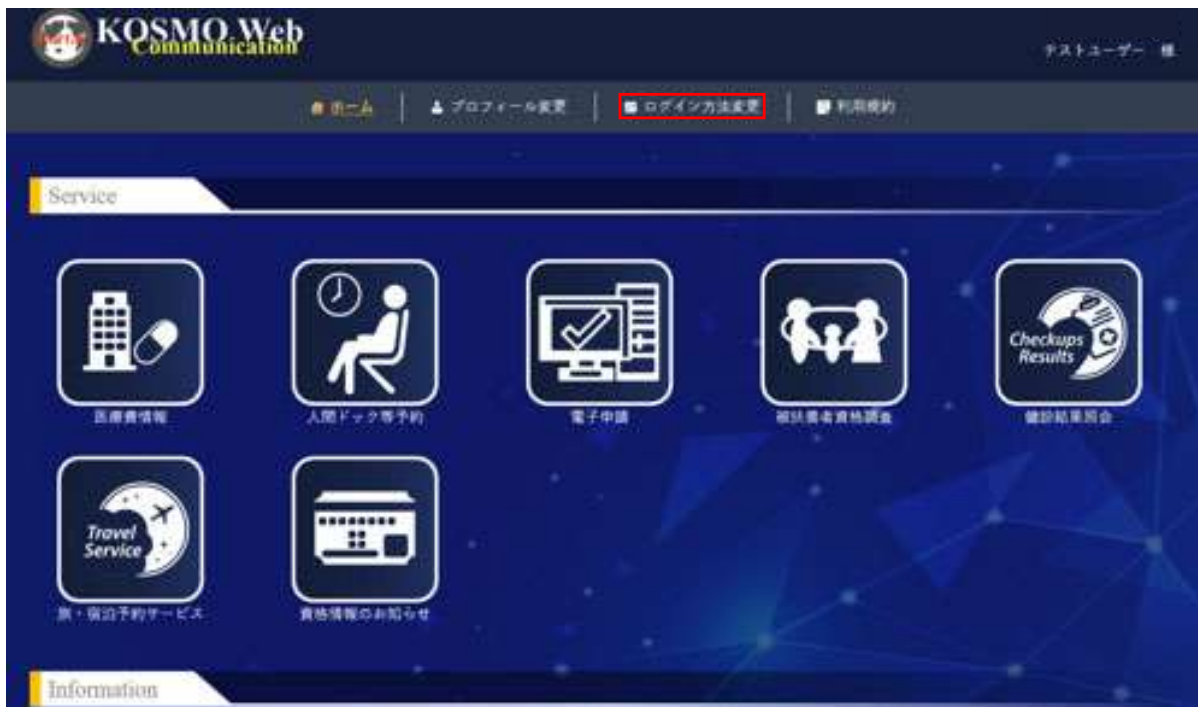 Portal
KOSMO Web
Communication
テストユーザー 様
ホーム
プロフィール変更
ログイン方法変更
利用規約
Service
医療費情報
人間ドック等予約
電子申請
被扶養者資格調査
Checkups
Results
健診結果照会
Travel
Service
旅・宿泊予約サービス
資格情報のお知らせ
Information